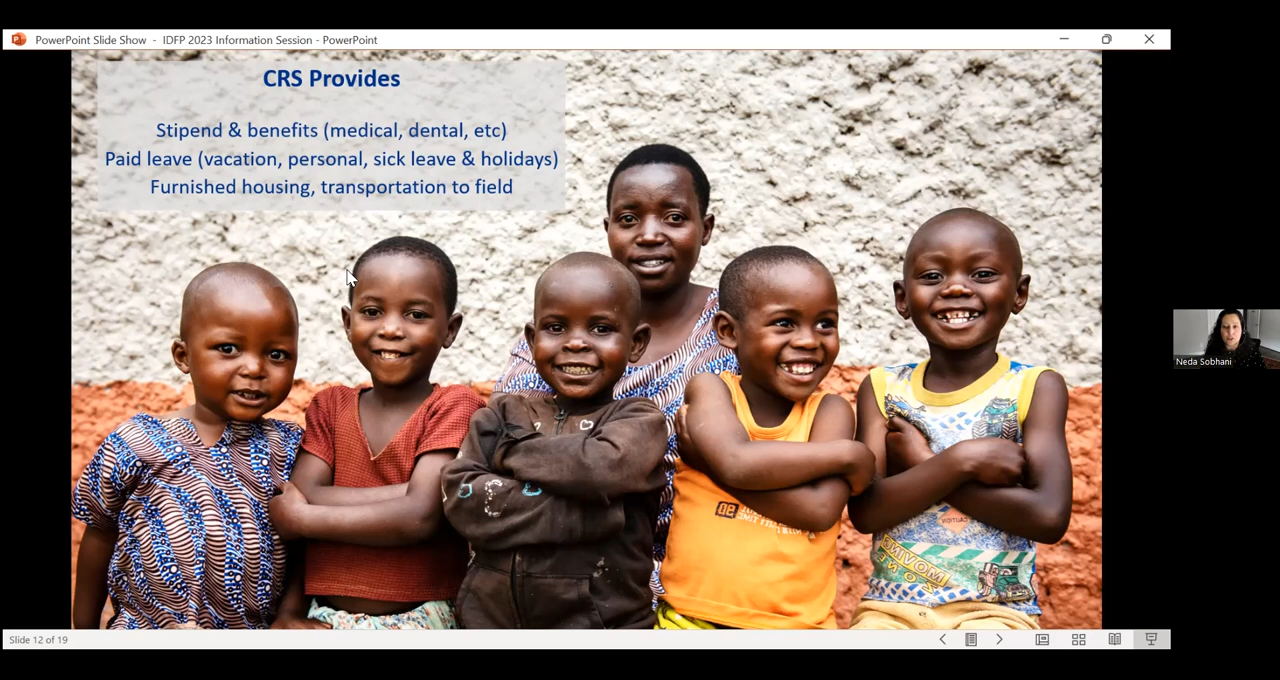 PowerPoint Slide Show - IDFP 2023 Information Session - PowerPoint
CRS Provides
Stipend & benefits (medical, dental, etc)
Paid leave (vacation, personal, sick leave & holidays)
Furnished housing, transportation to field
Neda Sobhani
Slide 12 of 19